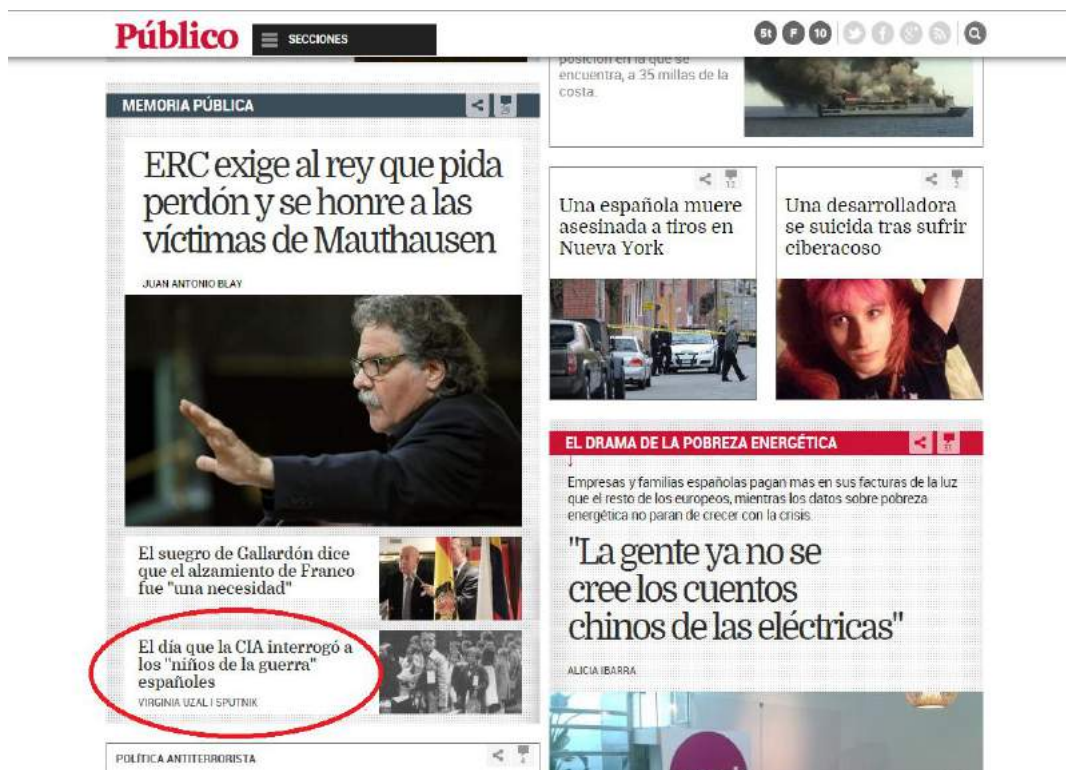 Público
SECCIONES
5t F 10
posición en la que se
encuentra, a 35 millas de la
costa.
MEMORIA PÚBLICA
ERC exige al rey que pida
perdón y se honre a las
víctimas de Mauthausen
JUAN ANTONIO BLAY
El suegro de Gallardón dice
que el alzamiento de Franco
fue "una necesidad"
El día que la CIA interrogó a
los "niños de la guerra"
españoles
VIRGINIA UZAL I SPUTNIK
POLÍTICA ANTITERRORISTA
12
Una española muere
asesinada a tiros en
Nueva York
Una desarrolladora
se suicida tras sufrir
ciberacoso
EL DRAMA DE LA POBREZA ENERGÉTICA
Empresas y familias españolas pagan mas en sus facturas de la luz
que el resto de los europeos, mientras los datos sobre pobreza
energética no paran de crecer con la crisis
"La gente ya no se
cree los cuentos
chinos de las eléctricas"
ALICIA IBARRA